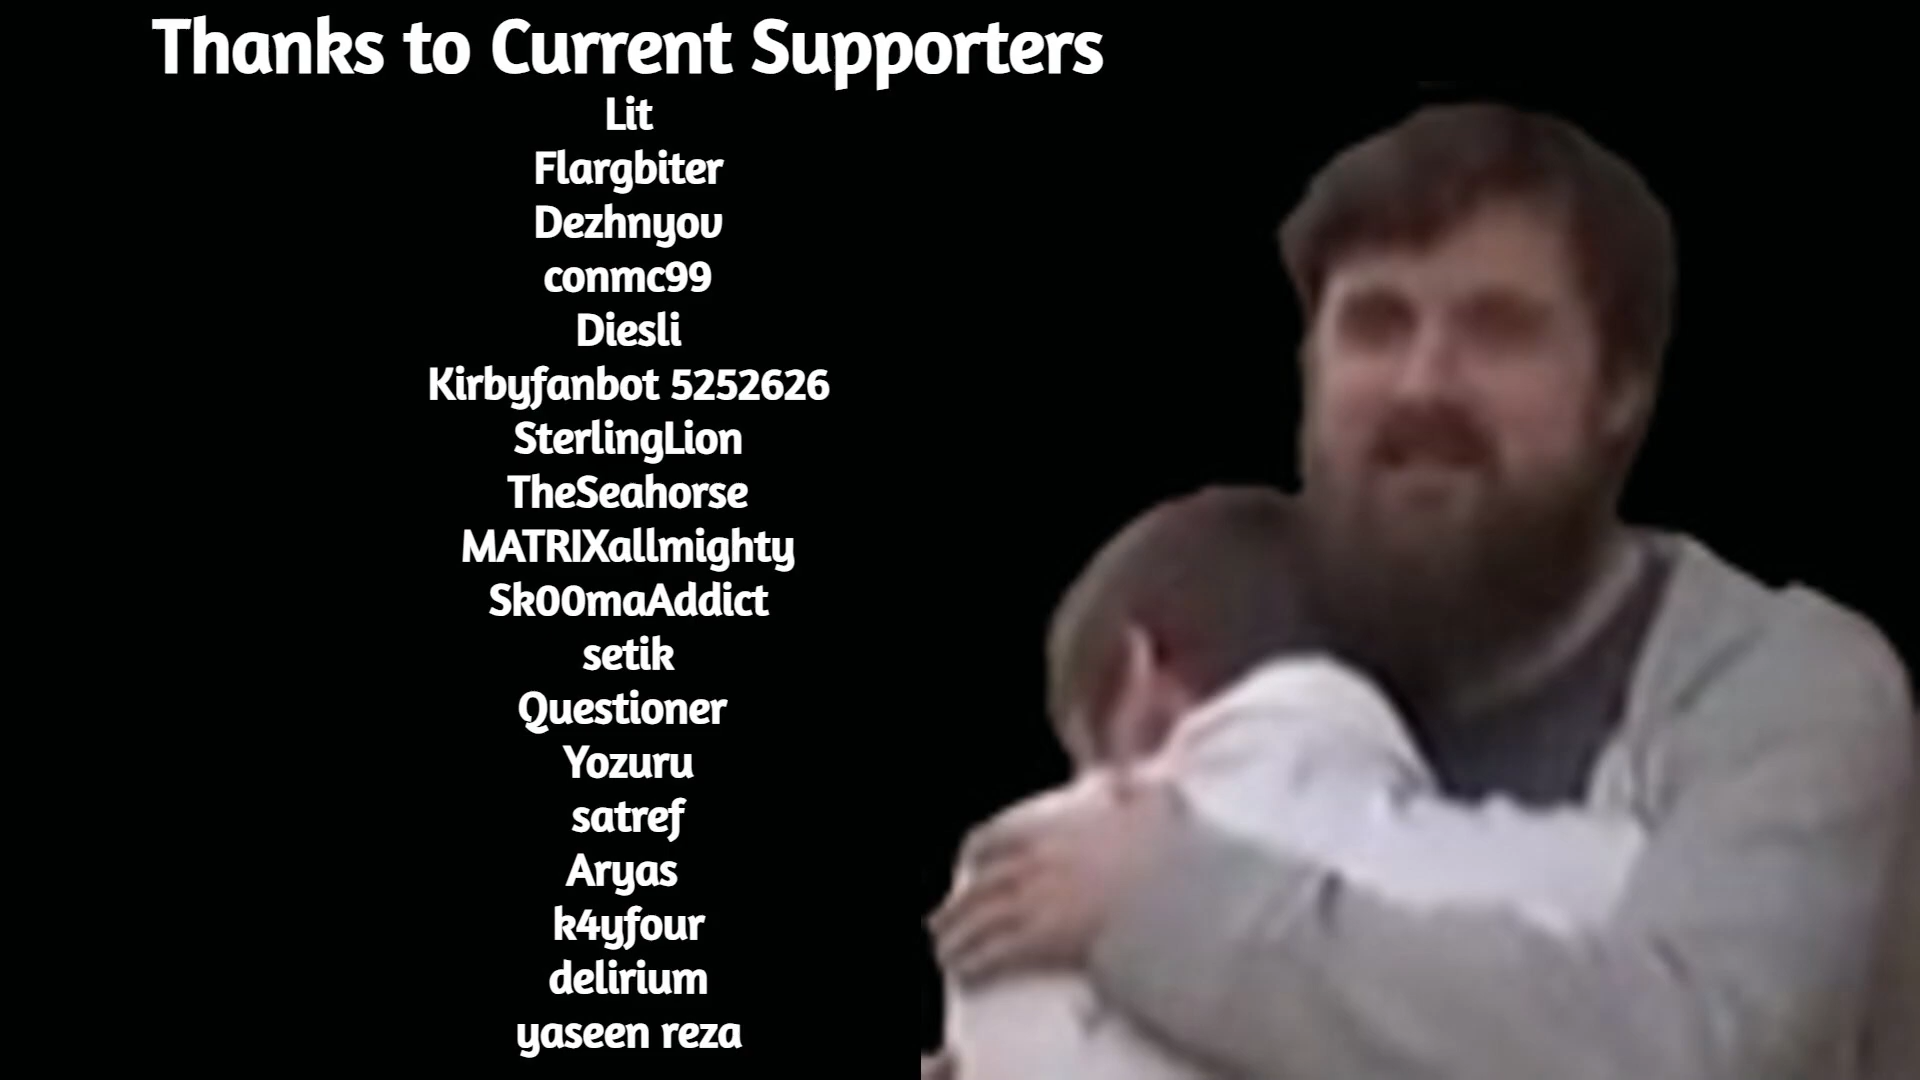 Thanks to Current Supporters
Lit
Flargbiter
Dezhnyov
conmc99
Diesli
Kirbyfanbot 5252626
SterlingLion
TheSeahorse
MATRIXallmighty
Sk00maAddict
setik
Questioner
Yozuru
satref
Aryas
k4yfour
delirium
yaseen reza